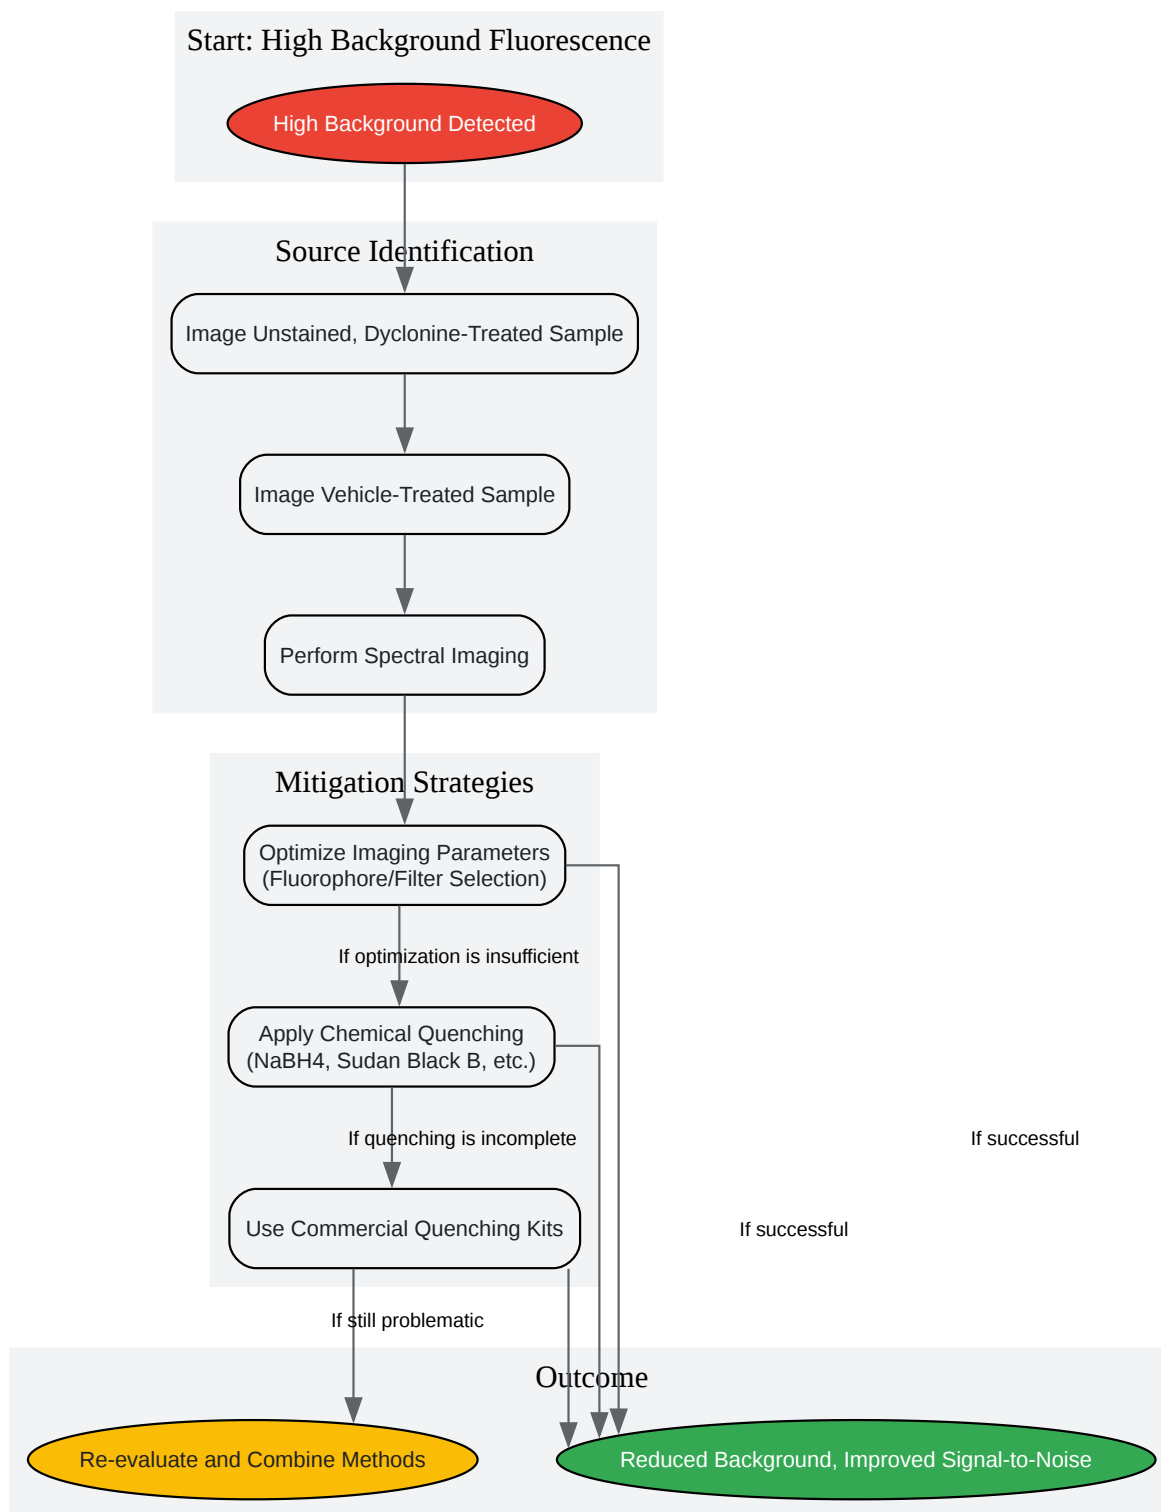 Start: High Background Fluorescence
High Background Detected
Source Identification
Image Unstained, Dyclonine-Treated Sample
Image Vehicle-Treated Sample
Perform Spectral Imaging
Mitigation Strategies
Optimize Imaging Parameters
(Fluorophore/Filter Selection)
If optimization is insufficient
Apply Chemical Quenching
(NaBH4, Sudan Black B, etc.)
If quenching is incomplete
If successful
Use Commercial Quenching Kits
If successful
If still problematic
Outcome
Re-evaluate and Combine Methods
Reduced Background, Improved Signal-to-Noise